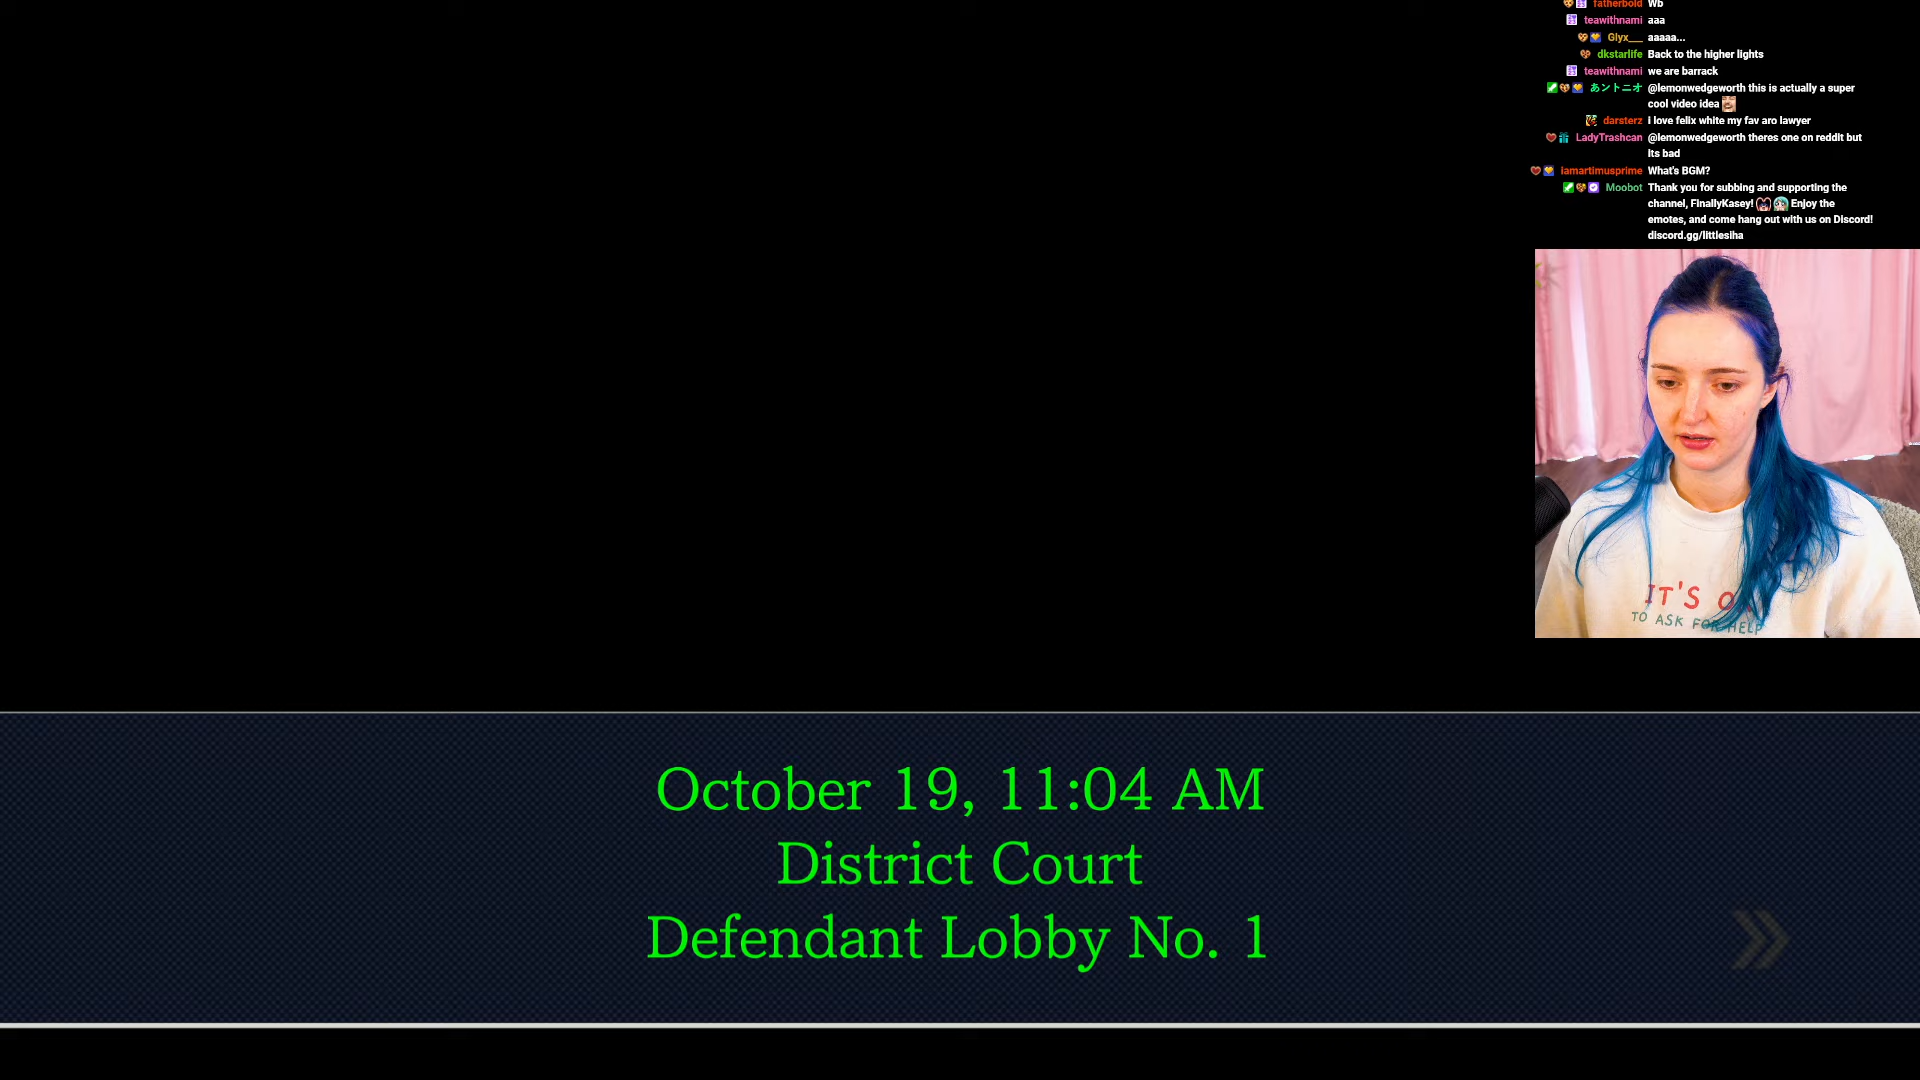 fatherbold Wb
teawithnami aaa
Glyx__ aaaaa...
dkstarlife Back to the higher lights
teawithnami we are barrack
あントニオ @lemonwedgeworth this is actually a super
cool video idea
darsterz i love felix white my fav aro lawyer
LadyTrashcan @lemonwedgeworth theres one on reddit but
its bad
iamartimusprime What's BGM?
Moobot Thank you for subbing and supporting the
channel, FinallyKasey! Enjoy the
emotes, and come hang out with us on Discord!
discord.gg/littlesiha
IT'S O
TO ASK FOR HELP
October 19, 11:04 AM
District Court
Defendant Lobby No. 1